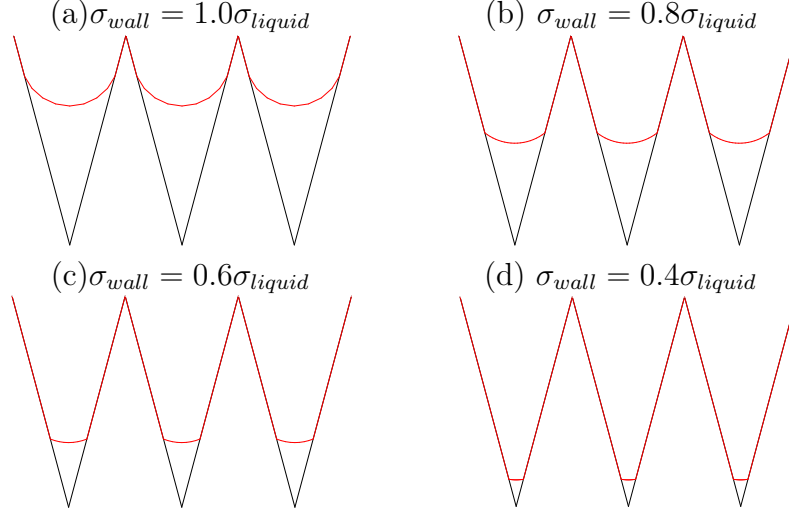 (a)σ_wall = 1.0σ_liquid
(b) σ_wall = 0.8σ_liquid
(c)σ_wall = 0.6σ_liquid
(d) σ_wall = 0.4σ_liquid